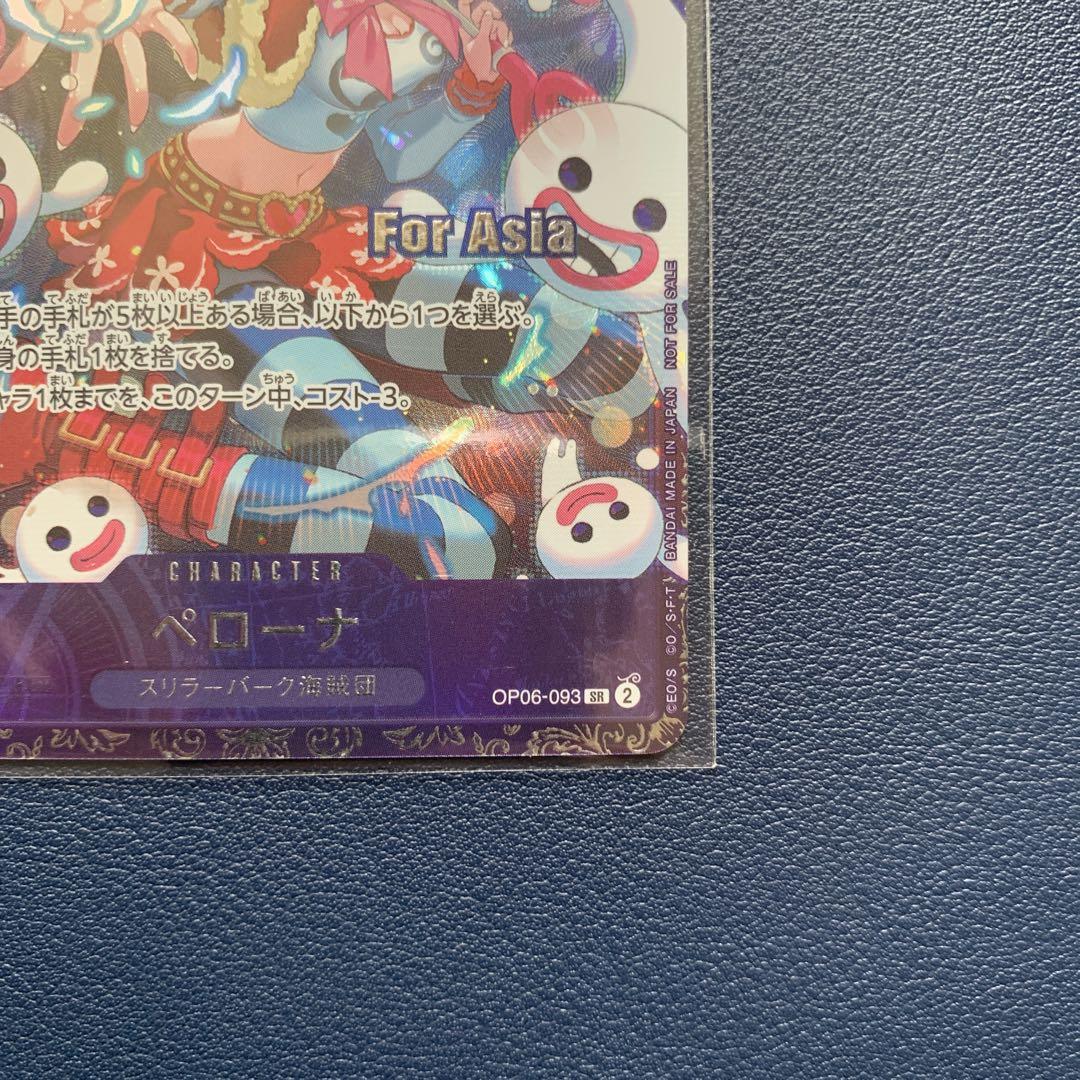 For Asia
手の手札が5枚以上ある場合、以下から1つを選ぶ。
身の手札1枚を捨てる。
ャラ1枚までを、このターン中、コスト-3。
CHARACTER
ペローナ
スリラーバーク海賊団
OP06-093 SR 2
©EO/S ©O/S・F・T BANDAI MADE IN JAPAN NOT FOR SALE